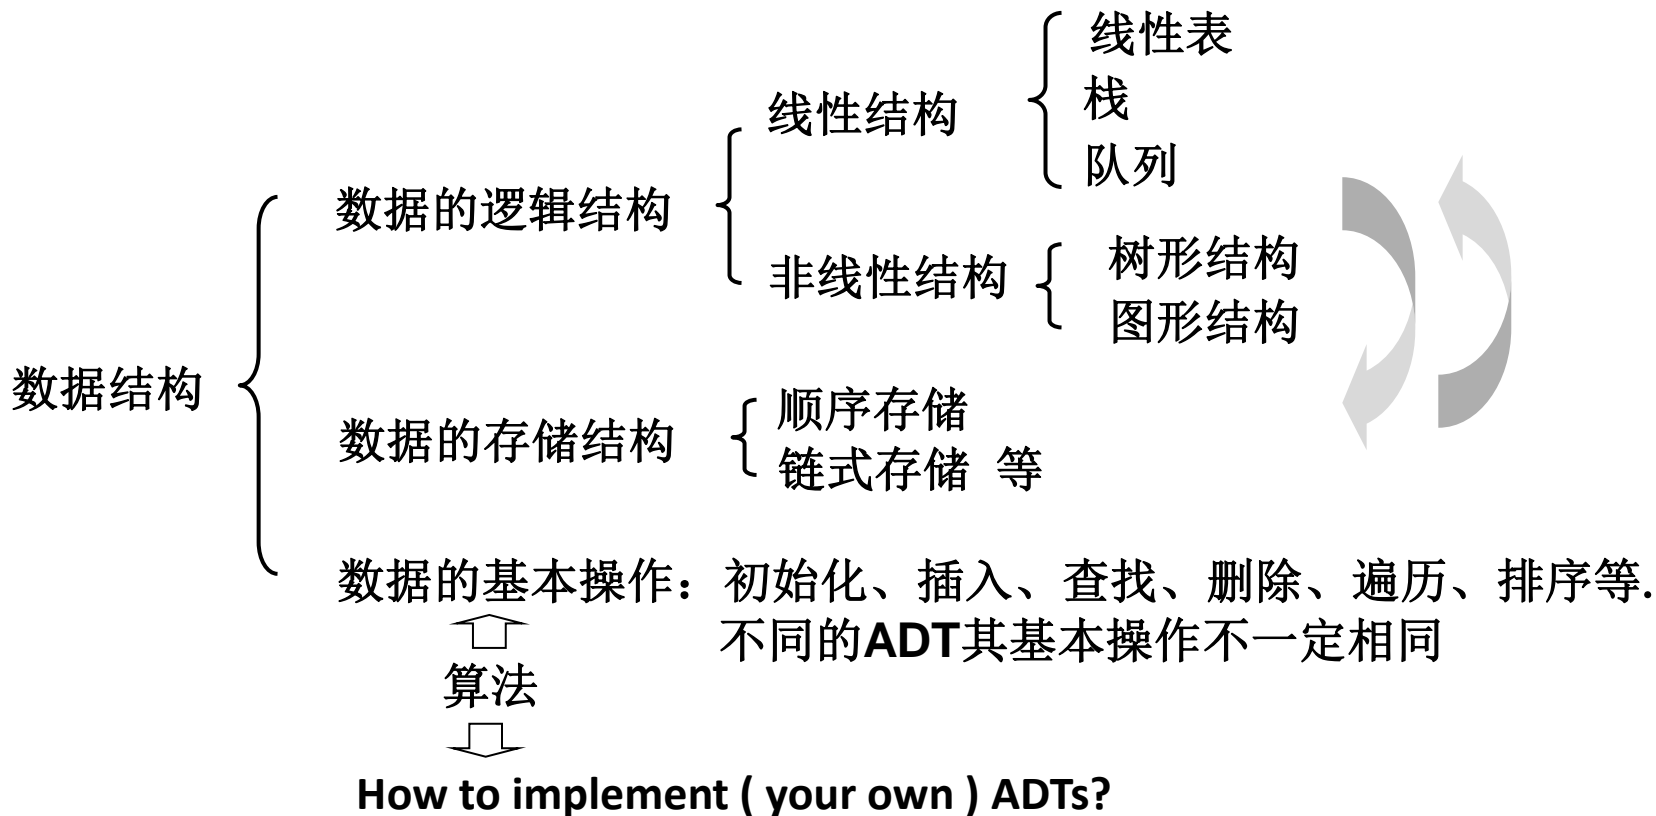 线性表
栈
队列
线性结构
数据的逻辑结构
非线性结构
树形结构
图形结构
数据结构
数据的存储结构
顺序存储
链式存储 等
数据的基本操作：初始化、插入、查找、删除、遍历、排序等.
不同的ADT其基本操作不一定相同
算法
How to implement ( your own ) ADTs?